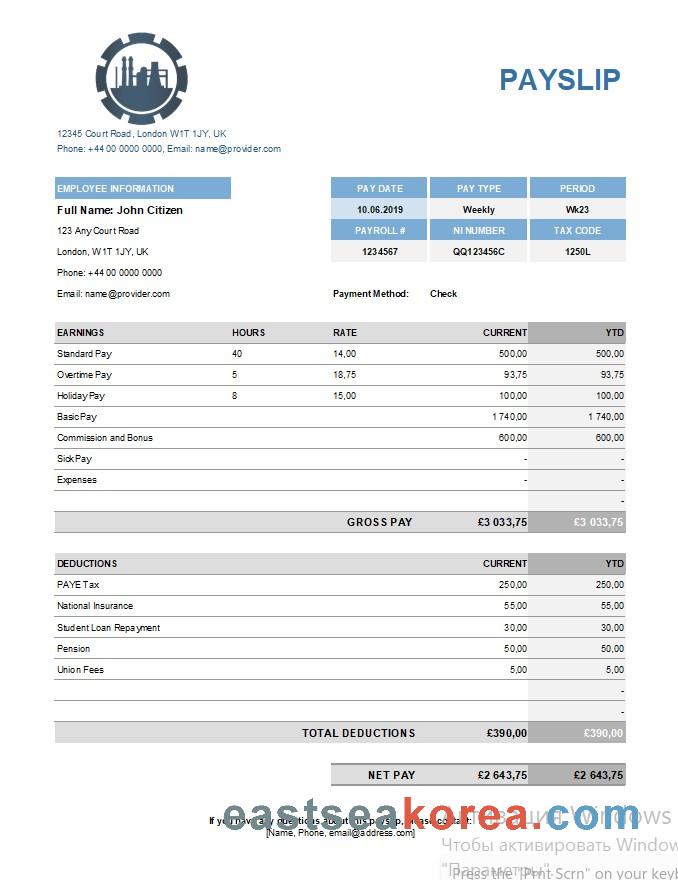 PAYSLIP
12345 Court Road, London W1T 1JY, UK
Phone: +44 00 0000 0000, Email: name@provider.com
EMPLOYEE INFORMATION PAY DATE PAY TYPE PERIOD
Full Name: John Citizen 10.06.2019 Weekly Wk23
123 Any Court Road PAYROLL # NI NUMBER TAX CODE
London, W1T 1JY, UK 1234567 QQ123456C 1250L
Phone: +44 00 0000 0000
Email: name@provider.com Payment Method: Check
EARNINGS HOURS RATE CURRENT YTD
Standard Pay 40 14,00 500,00 500,00
Overtime Pay 5 18,75 93,75 93,75
Holiday Pay 8 15,00 100,00 100,00
Basic Pay 1 740,00 1 740,00
Commission and Bonus 600,00 600,00
Sick Pay - -
Expenses - -
-
GROSS PAY £3 033,75 £3 033,75
DEDUCTIONS CURRENT YTD
PAYE Tax 250,00 250,00
National Insurance 55,00 55,00
Student Loan Repayment 30,00 30,00
Pension 50,00 50,00
Union Fees 5,00 5,00
-
-
TOTAL DEDUCTIONS £390,00 £390,00
NET PAY £2 643,75 £2 643,75
eastseakorea.com
If you have any questions about this payslip, please contact:
[Name, Phone, email@address.com]
Windows
Чтобы активировать Window
"Параметры".
Press the "Prnt Scrn" on your keyb